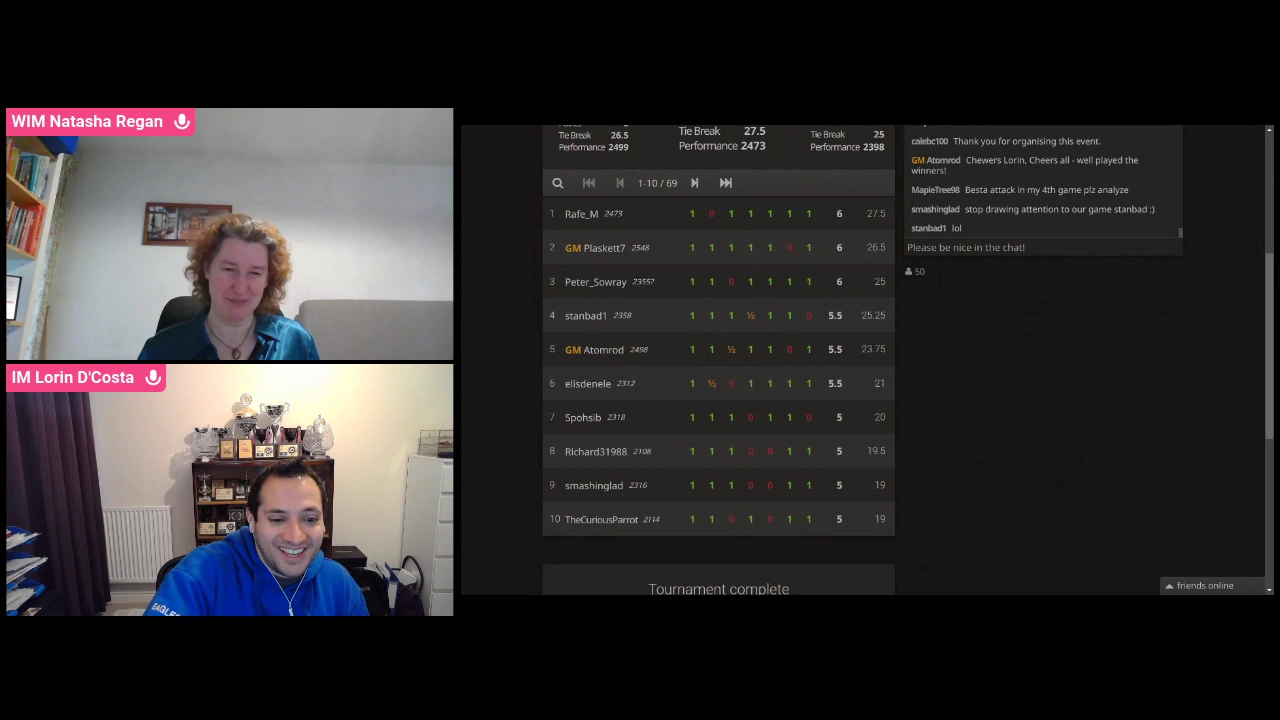 WIM Natasha Regan
IM Lorin D'Costa
EAGLES
Tie Break 26.5
Performance 2499
Tie Break 27.5
Performance 2473
Tie Break 25
Performance 2398
1-10 / 69
1 Rafe_M 2473 1 0 1 1 1 1 1 6 27.5
2 GM Plaskett7 2548 1 1 1 1 1 0 1 6 26.5
3 Peter_Sowray 2355? 1 1 0 1 1 1 1 6 25
4 stanbad1 2358 1 1 1 ½ 1 1 0 5.5 25.25
5 GM Atomrod 2498 1 1 ½ 1 1 0 1 5.5 23.75
6 elisdenele 2312 1 ½ 0 1 1 1 1 5.5 21
7 Spohsib 2318 1 1 1 0 1 1 0 5 20
8 Richard31988 2108 1 1 1 0 0 1 1 5 19.5
9 smashinglad 2316 1 1 1 0 0 1 1 5 19
10 TheCuriousParrot 2114 1 1 0 1 0 1 1 5 19
Tournament complete
calebc100 Thank you for organising this event.
GM Atomrod Chewers Lorin, Cheers all - well played the
winners!
MapleTree98 Besta attack in my 4th game plz analyze
smashinglad stop drawing attention to our game stanbad :)
stanbad1 lol
Please be nice in the chat!
50
friends online